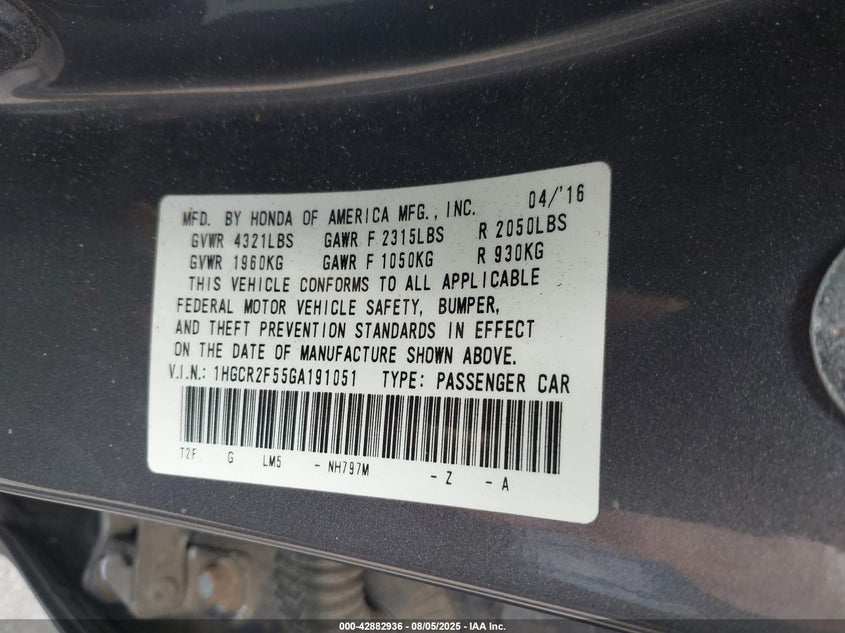 MFD. BY HONDA OF AMERICA MFG., INC. 04/'16
GVWR 4321LBS GAWR F 2315LBS R 2050LBS
GVWR 1960KG GAWR F 1050KG R 930KG
THIS VEHICLE CONFORMS TO ALL APPLICABLE
FEDERAL MOTOR VEHICLE SAFETY, BUMPER,
AND THEFT PREVENTION STANDARDS IN EFFECT
ON THE DATE OF MANUFACTURE SHOWN ABOVE.
V.I.N.: 1HGCR2F55GA191051 TYPE: PASSENGER CAR
T2F G LM5 - NH797M - Z - A
000-42882936 - 08/05/2025 - IAA Inc.